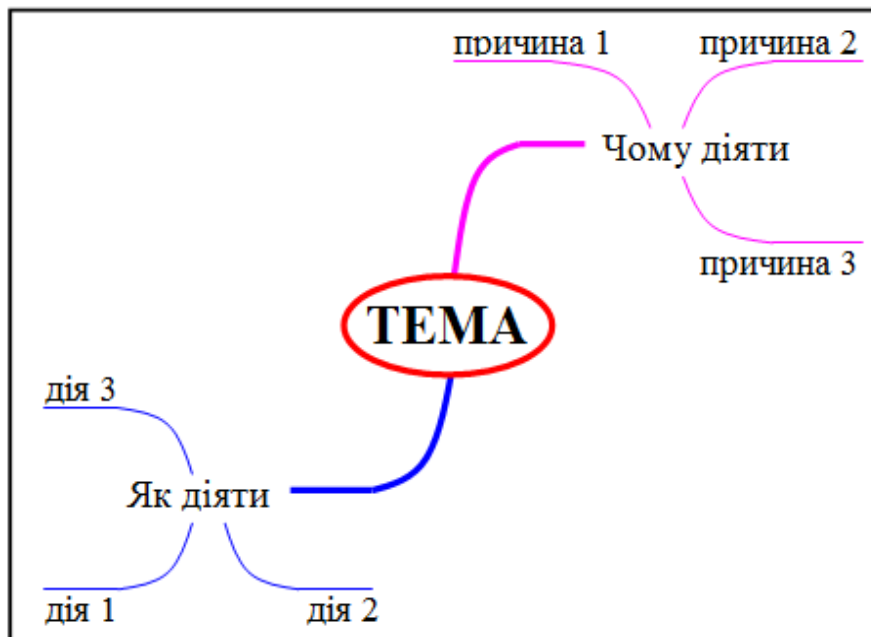 причина 1
причина 2
Чому діяти
причина 3
ТЕМА
дія 3
Як діяти
дія 1
дія 2